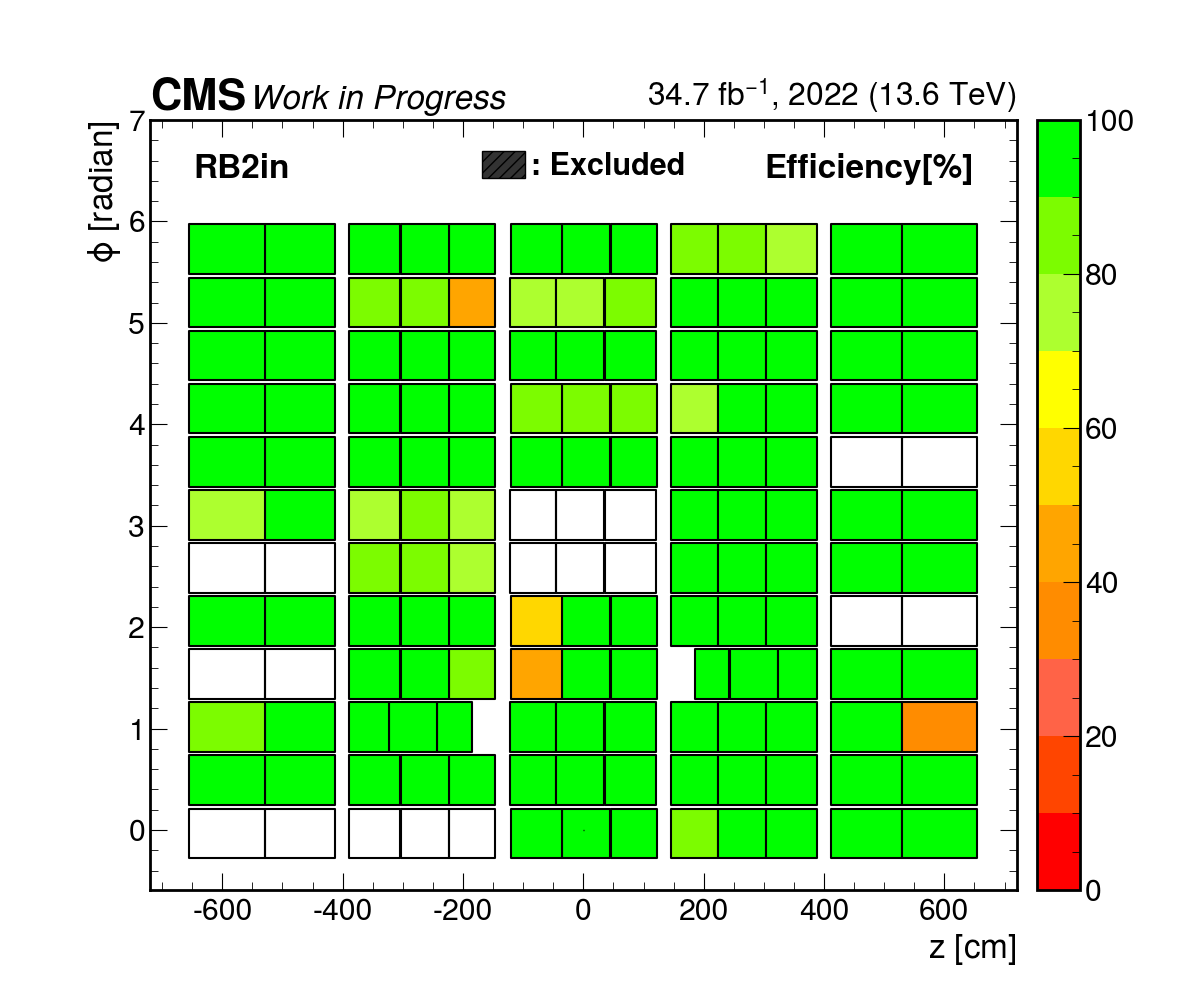 CMS Work in Progress 34.7 fb⁻¹, 2022 (13.6 TeV)
RB2in : Excluded Efficiency[%]
ϕ [radian]
7
6
5
4
3
2
1
0
-600 -400 -200 0 200 400 600
z [cm]
100
80
60
40
20
0